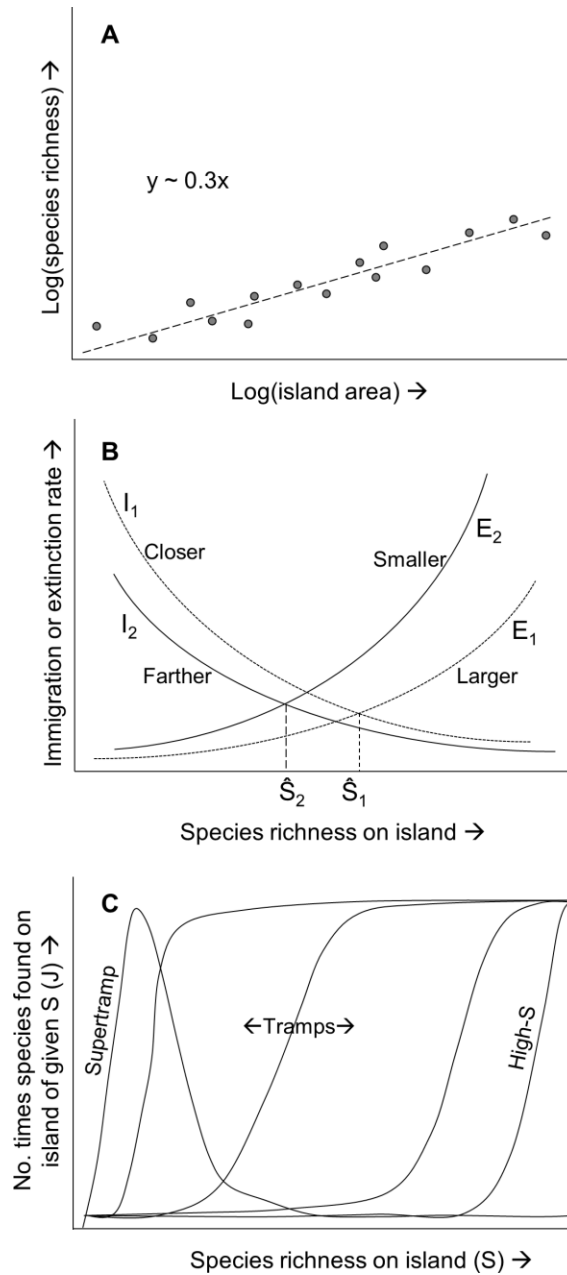 A
Log(species richness) →
y ~ 0.3x
Log(island area) →
B
Immigration or extinction rate →
I₁
Closer
I₂
Farther
Smaller
E₂
E₁
Larger
Ŝ₂
Ŝ₁
Species richness on island →
C
No. times species found on
island of given S (J) →
Supertramp
←Tramps→
High-S
Species richness on island (S) →